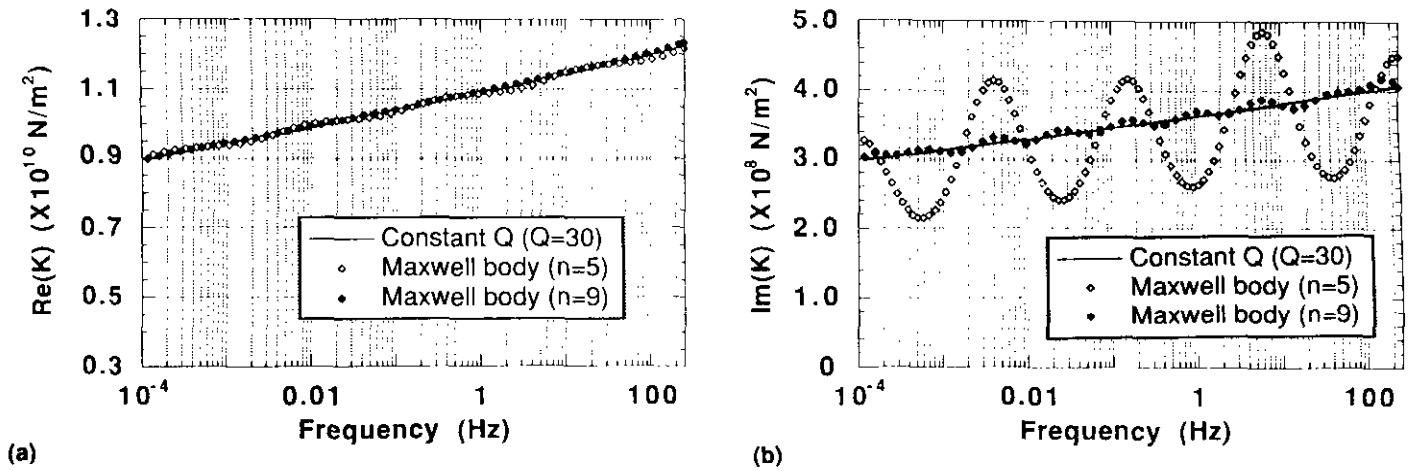 Re(K) (X10¹⁰ N/m²)
1.3
1.1
0.9
0.7
0.5
0.3
Constant Q (Q=30)
Maxwell body (n=5)
Maxwell body (n=9)
10⁻⁴
0.01
1
100
Frequency (Hz)
(a)
Im(K) (X10⁸ N/m²)
5.0
4.0
3.0
2.0
1.0
0
Constant Q (Q=30)
Maxwell body (n=5)
Maxwell body (n=9)
10⁻⁴
0.01
1
100
Frequency (Hz)
(b)